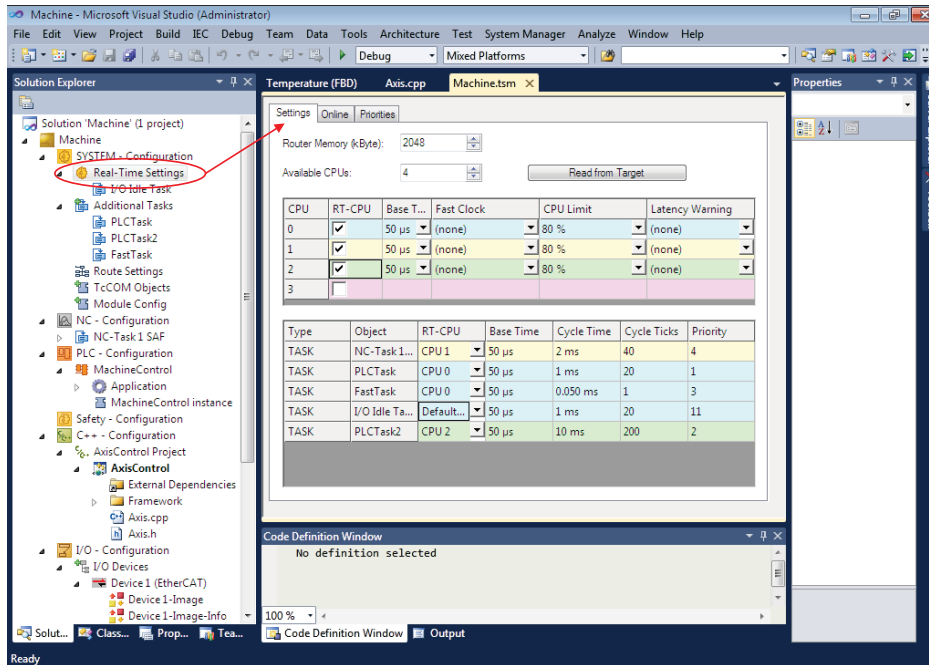 Machine - Microsoft Visual Studio (Administrator)
File Edit View Project Build IEC Debug Team Data Tools Architecture Test System Manager Analyze Window Help
Debug Mixed Platforms
Solution Explorer
Solution 'Machine' (1 project)
Machine
SYSTEM - Configuration
Real-Time Settings
I/O Idle Task
Additional Tasks
PLCTask
PLCTask2
FastTask
Route Settings
TcCOM Objects
Module Config
NC - Configuration
NC-Task 1 SAF
PLC - Configuration
MachineControl
Application
MachineControl instance
Safety - Configuration
C++ - Configuration
AxisControl Project
AxisControl
External Dependencies
Framework
Axis.cpp
Axis.h
I/O - Configuration
I/O Devices
Device 1 (EtherCAT)
Device 1-Image
Device 1-Image-Info
Solut... Class... Prop... Tea...
Temperature (FBD) Axis.cpp Machine.tsm
Settings Online Priorities
Router Memory (kByte): 2048
Available CPUs: 4 Read from Target
CPU RT-CPU Base T... Fast Clock CPU Limit Latency Warning
0 50 µs (none) 80 % (none)
1 50 µs (none) 80 % (none)
2 50 µs (none) 80 % (none)
3
Type Object RT-CPU Base Time Cycle Time Cycle Ticks Priority
TASK NC-Task 1... CPU 1 50 µs 2 ms 40 4
TASK PLCTask CPU 0 50 µs 1 ms 20 1
TASK FastTask CPU 0 50 µs 0.050 ms 1 3
TASK I/O Idle Ta... Default... 50 µs 1 ms 20 11
TASK PLCTask2 CPU 2 50 µs 10 ms 200 2
Code Definition Window
No definition selected
100 %
Code Definition Window Output
Properties
Ready